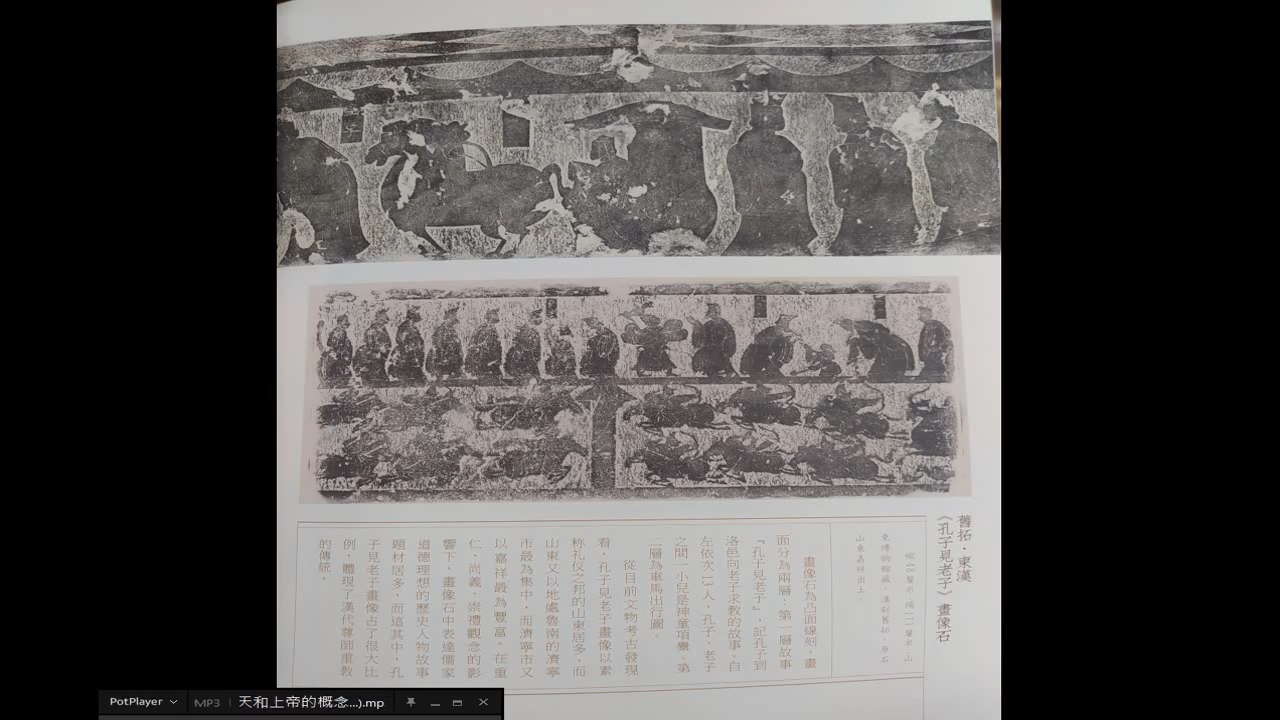 舊拓·東漢
《孔子見老子》畫像石
山東嘉祥出土。
畫像石為凸面線刻，畫
面分為兩層：第一層故事
『孔子見老子』，記孔子到
洛邑向老子求教的故事。自
左依次13人，孔子、老子
之間一小兒是神童項橐。第
二層為車馬出行圖。
從目前文物考古發現
看，孔子見老子畫像以素
称礼仪之邦的山東居多，而
山東又以地處魯南的濟寧
市最為集中，而濟寧市又
以嘉祥最為豐富。在重
仁、尚義、崇禮觀念的影
響下，畫像石中表達儒家
道德理想的歷史人物故事
題材居多，而這其中，孔
子見老子畫像占了很大比
例，體現了漢代尊師重教
的傳統。
PotPlayer
MP3
天和上帝的概念...).mp